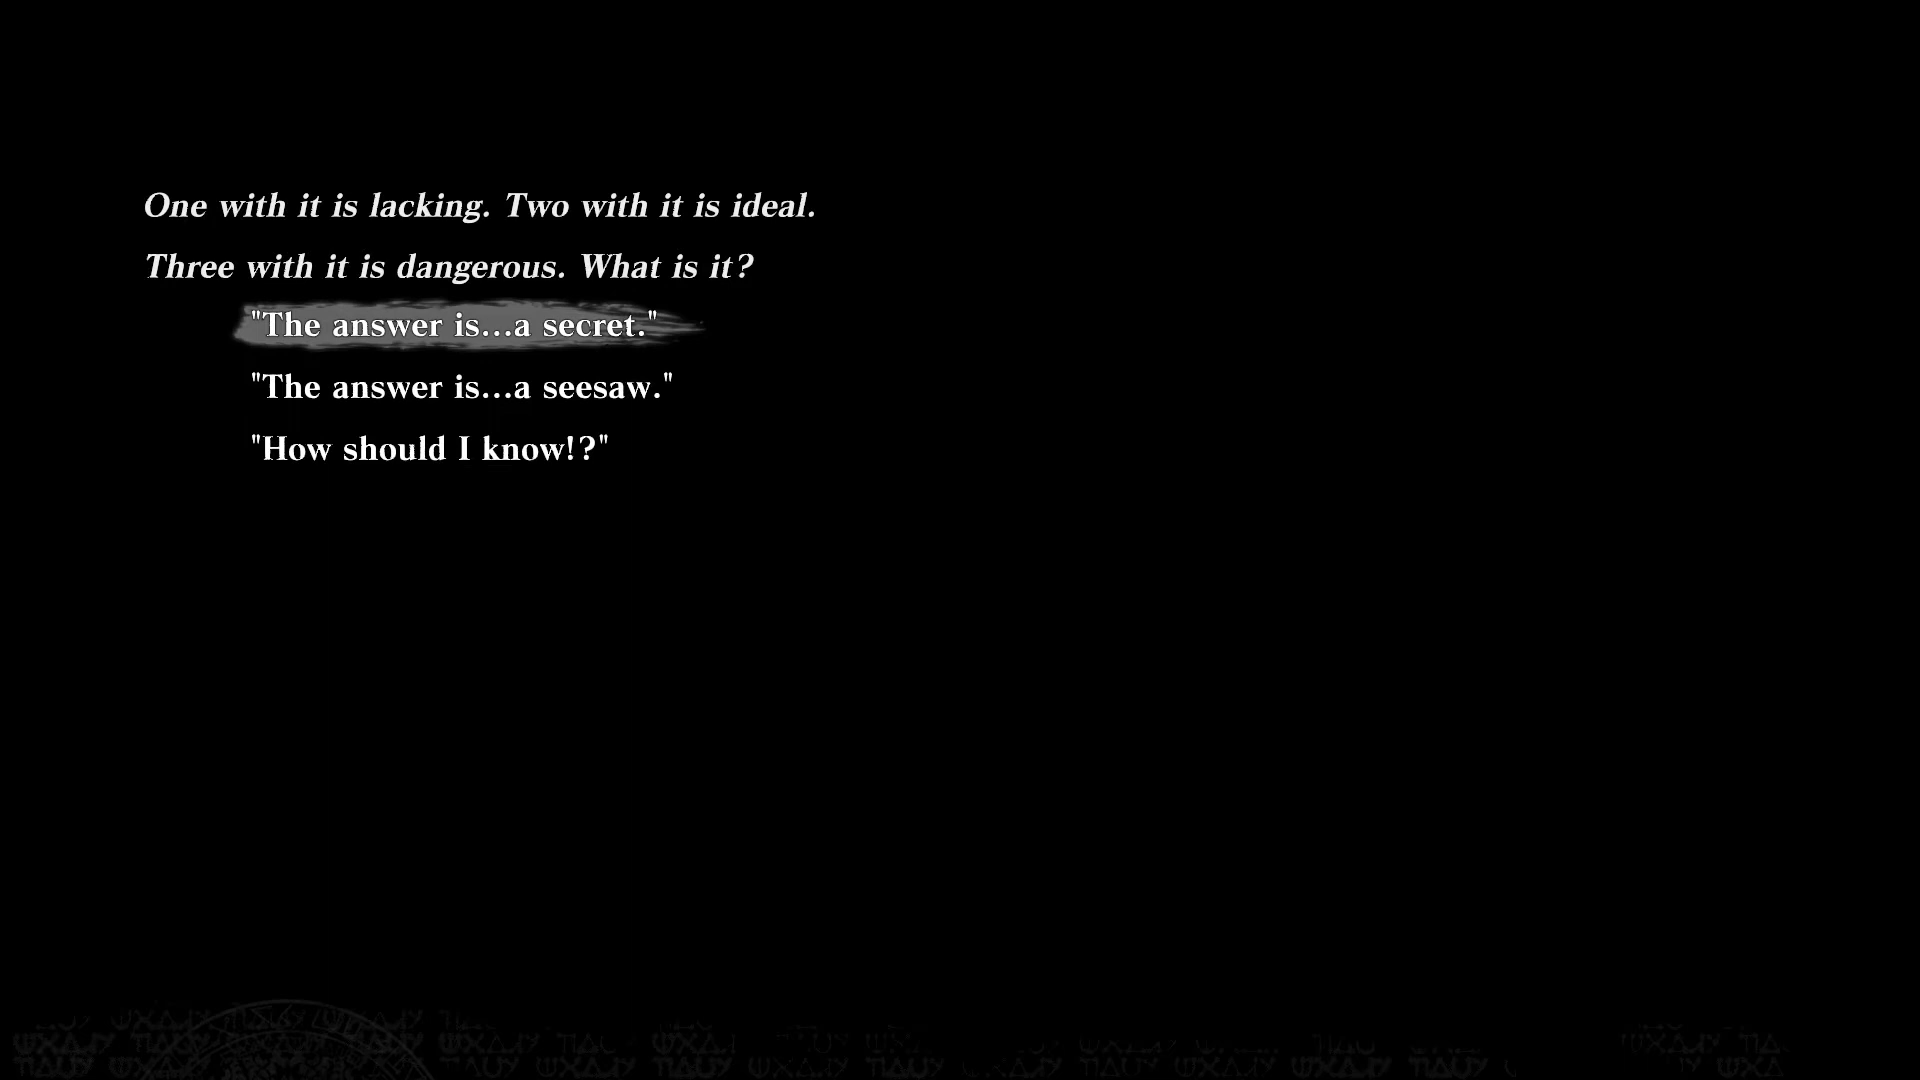 One with it is lacking. Two with it is ideal.
Three with it is dangerous. What is it?
"The answer is...a secret."
"The answer is...a seesaw."
"How should I know!?"